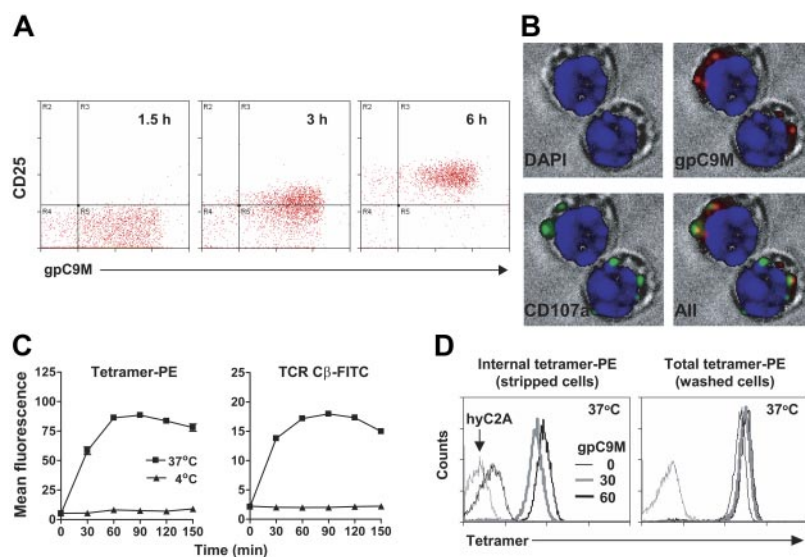 A
R2 R3 1.5 h
R4 R5
R2 R3 3 h
R4 R5
R2 R3 6 h
R4 R5
CD25
gpC9M
B
DAPI
gpC9M
CD107a
All
C
Tetramer-PE
TCR Cβ-FITC
Mean fluorescence
100
75
50
25
0
37°C
4°C
0 30 60 90 120 150
25
20
15
10
5
0
0 30 60 90 120 150
Time (min)
D
Internal tetramer-PE
(stripped cells)
Total tetramer-PE
(washed cells)
37°C
37°C
hyC2A
gpC9M
0
30
60
Counts
Tetramer